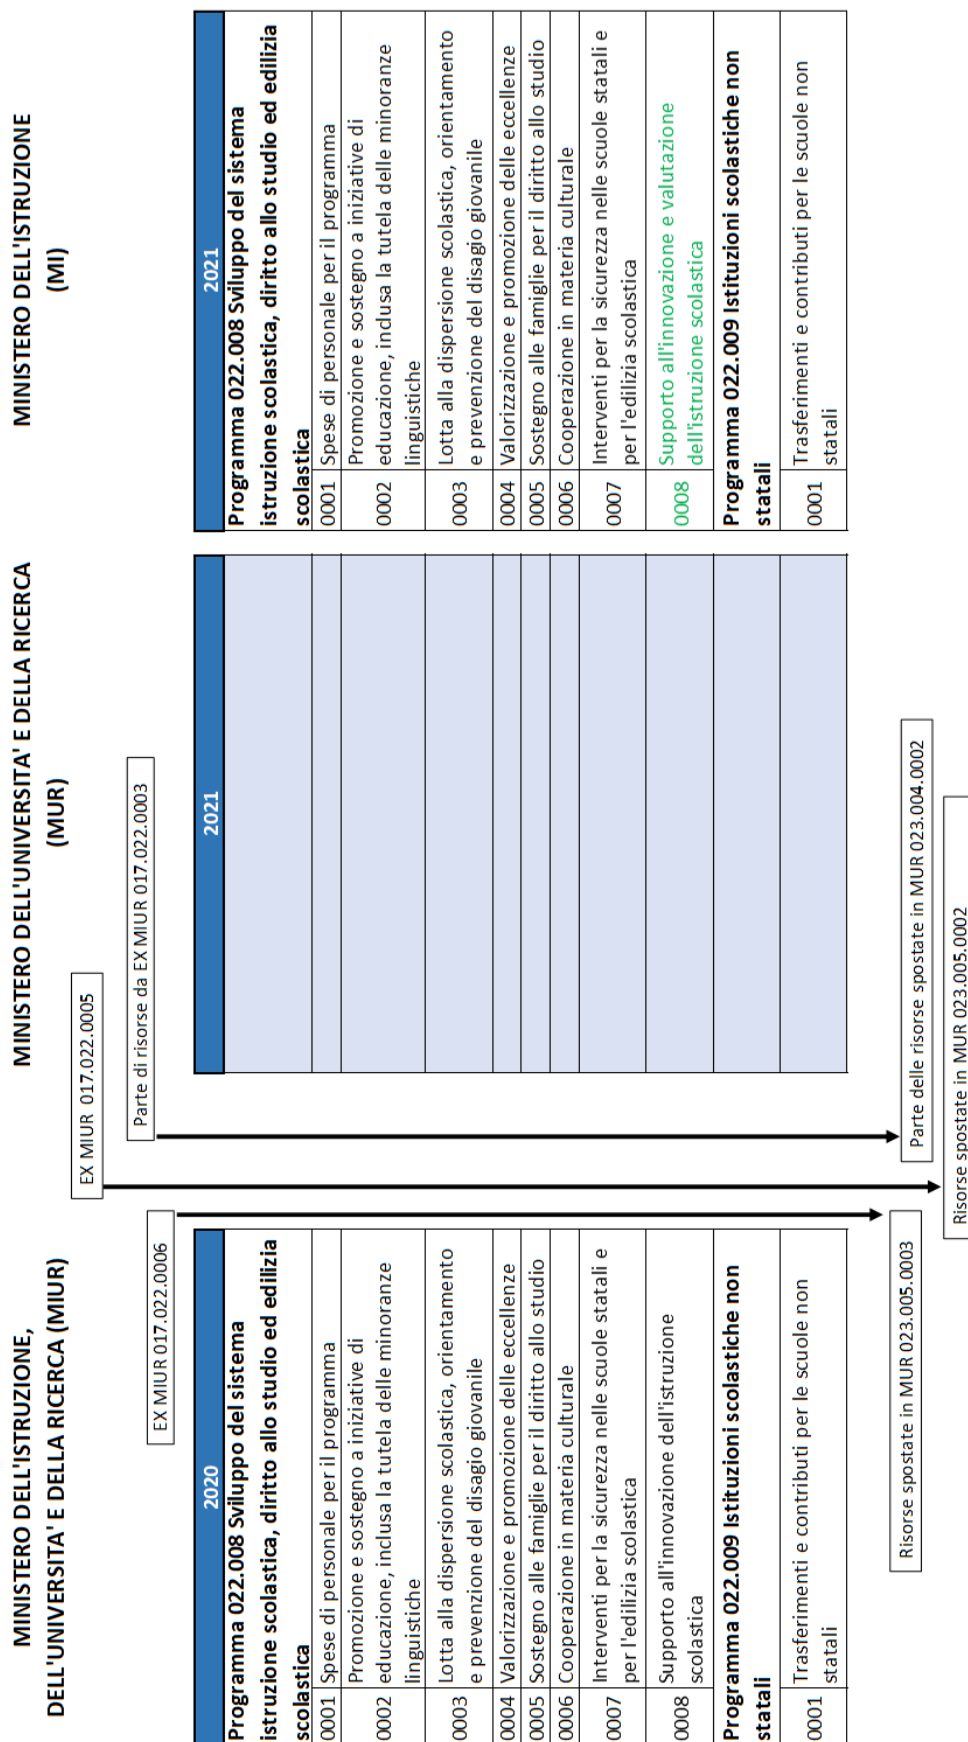 MINISTERO DELL'ISTRUZIONE,
DELL'UNIVERSITA' E DELLA RICERCA (MIUR)
MINISTERO DELL'UNIVERSITA' E DELLA RICERCA
(MUR)
MINISTERO DELL'ISTRUZIONE
(MI)
EX MIUR 017.022.0005
Parte di risorse da EX MIUR 017.022.0003
EX MIUR 017.022.0006
2020
Programma 022.008 Sviluppo del sistema
istruzione scolastica, diritto allo studio ed edilizia
scolastica
0001 Spese di personale per il programma
0002 Promozione e sostegno a iniziative di
educazione, inclusa la tutela delle minoranze
linguistiche
0003 Lotta alla dispersione scolastica, orientamento
e prevenzione del disagio giovanile
0004 Valorizzazione e promozione delle eccellenze
0005 Sostegno alle famiglie per il diritto allo studio
0006 Cooperazione in materia culturale
0007 Interventi per la sicurezza nelle scuole statali e
per l'edilizia scolastica
0008 Supporto all'innovazione dell'istruzione
scolastica
Programma 022.009 Istituzioni scolastiche non
statali
0001 Trasferimenti e contributi per le scuole non
statali
2021
2021
Programma 022.008 Sviluppo del sistema
istruzione scolastica, diritto allo studio ed edilizia
scolastica
0001 Spese di personale per il programma
0002 Promozione e sostegno a iniziative di
educazione, inclusa la tutela delle minoranze
linguistiche
0003 Lotta alla dispersione scolastica, orientamento
e prevenzione del disagio giovanile
0004 Valorizzazione e promozione delle eccellenze
0005 Sostegno alle famiglie per il diritto allo studio
0006 Cooperazione in materia culturale
0007 Interventi per la sicurezza nelle scuole statali e
per l'edilizia scolastica
0008 Supporto all'innovazione e valutazione
dell'istruzione scolastica
Programma 022.009 Istituzioni scolastiche non
statali
0001 Trasferimenti e contributi per le scuole non
statali
Risorse spostate in MUR 023.005.0003
Parte delle risorse spostate in MUR 023.004.0002
Risorse spostate in MUR 023.005.0002